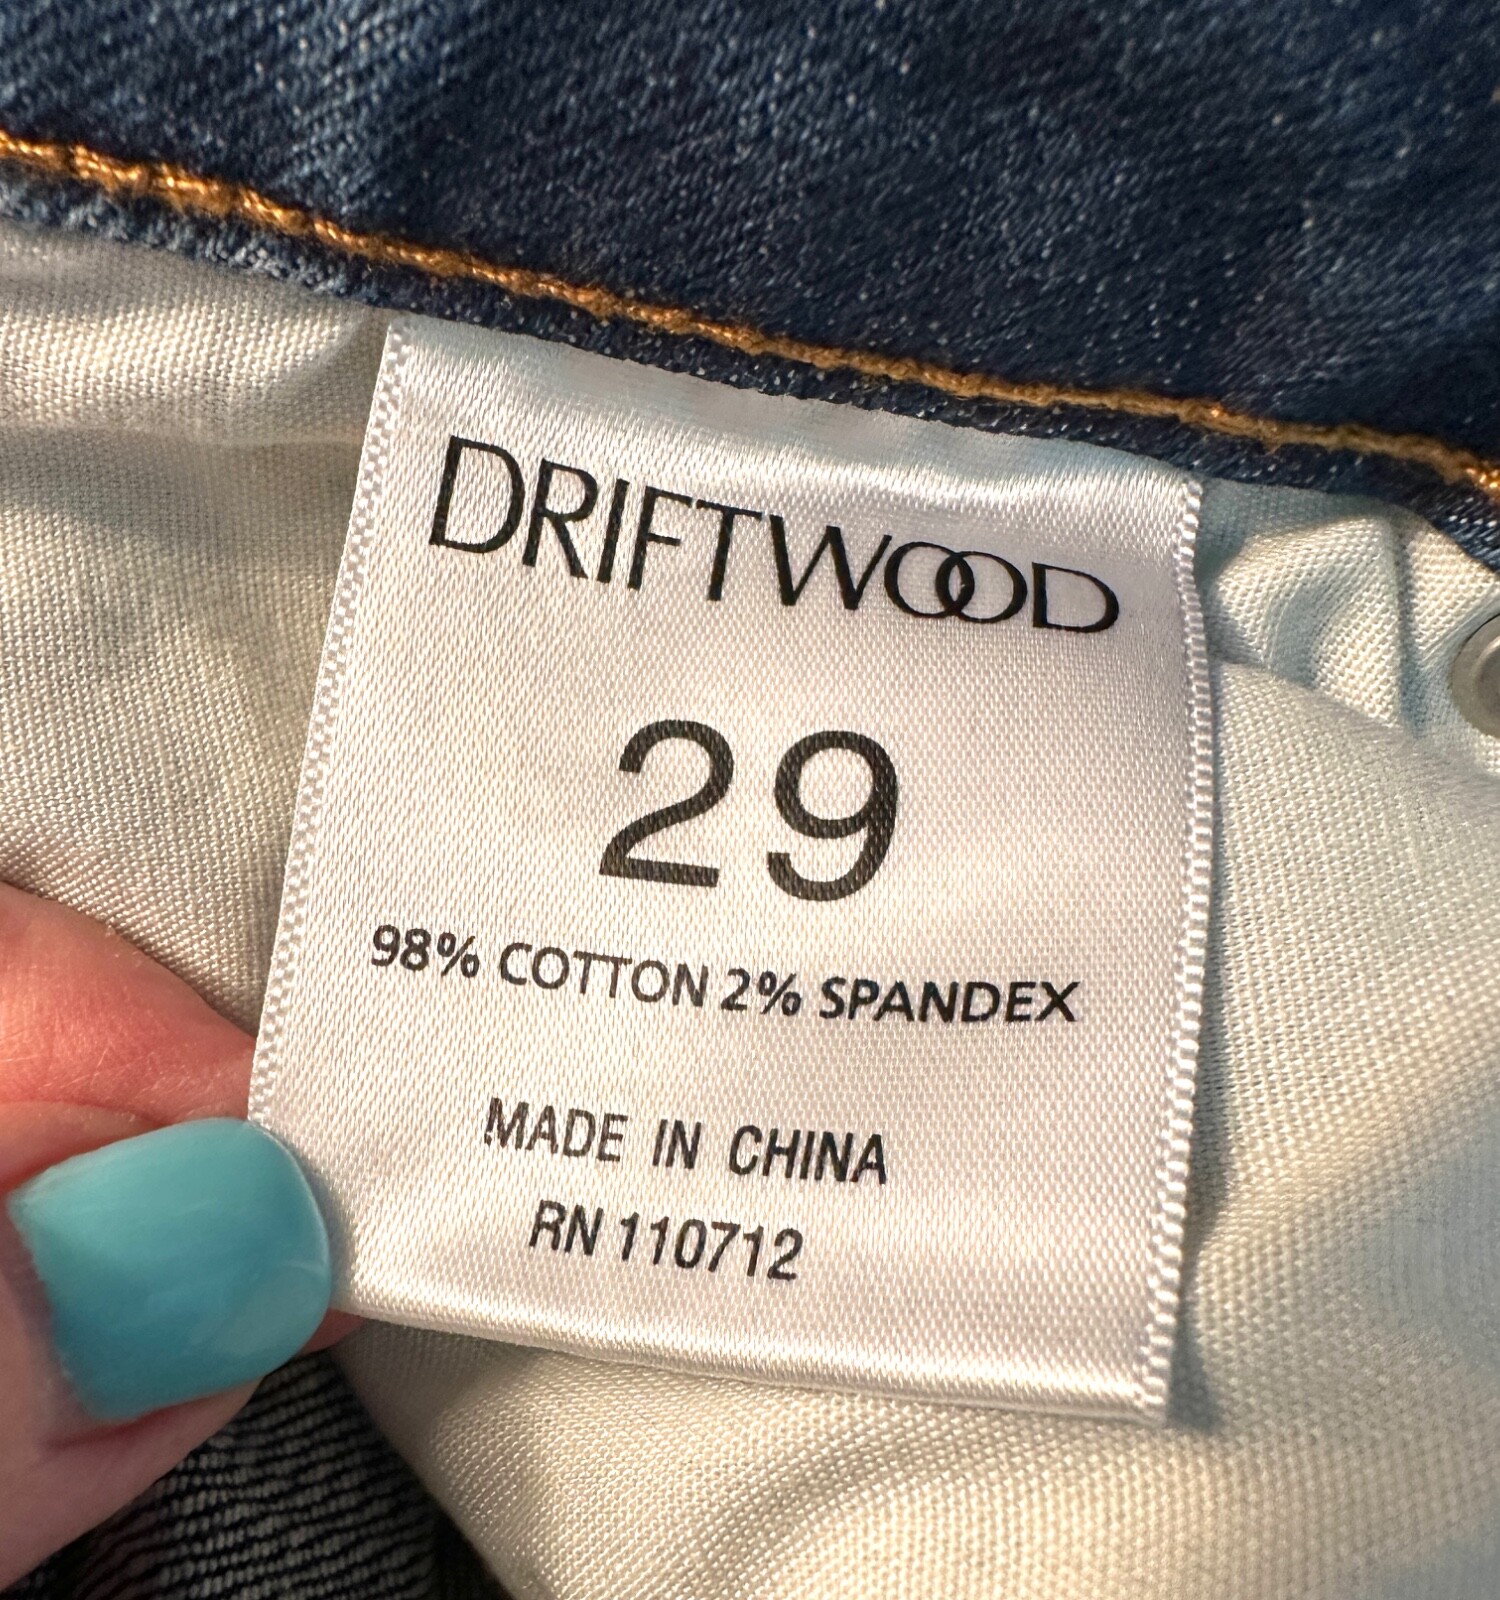 DRIFTWOOD
29
98% COTTON 2% SPANDEX
MADE IN CHINA
RN 110712